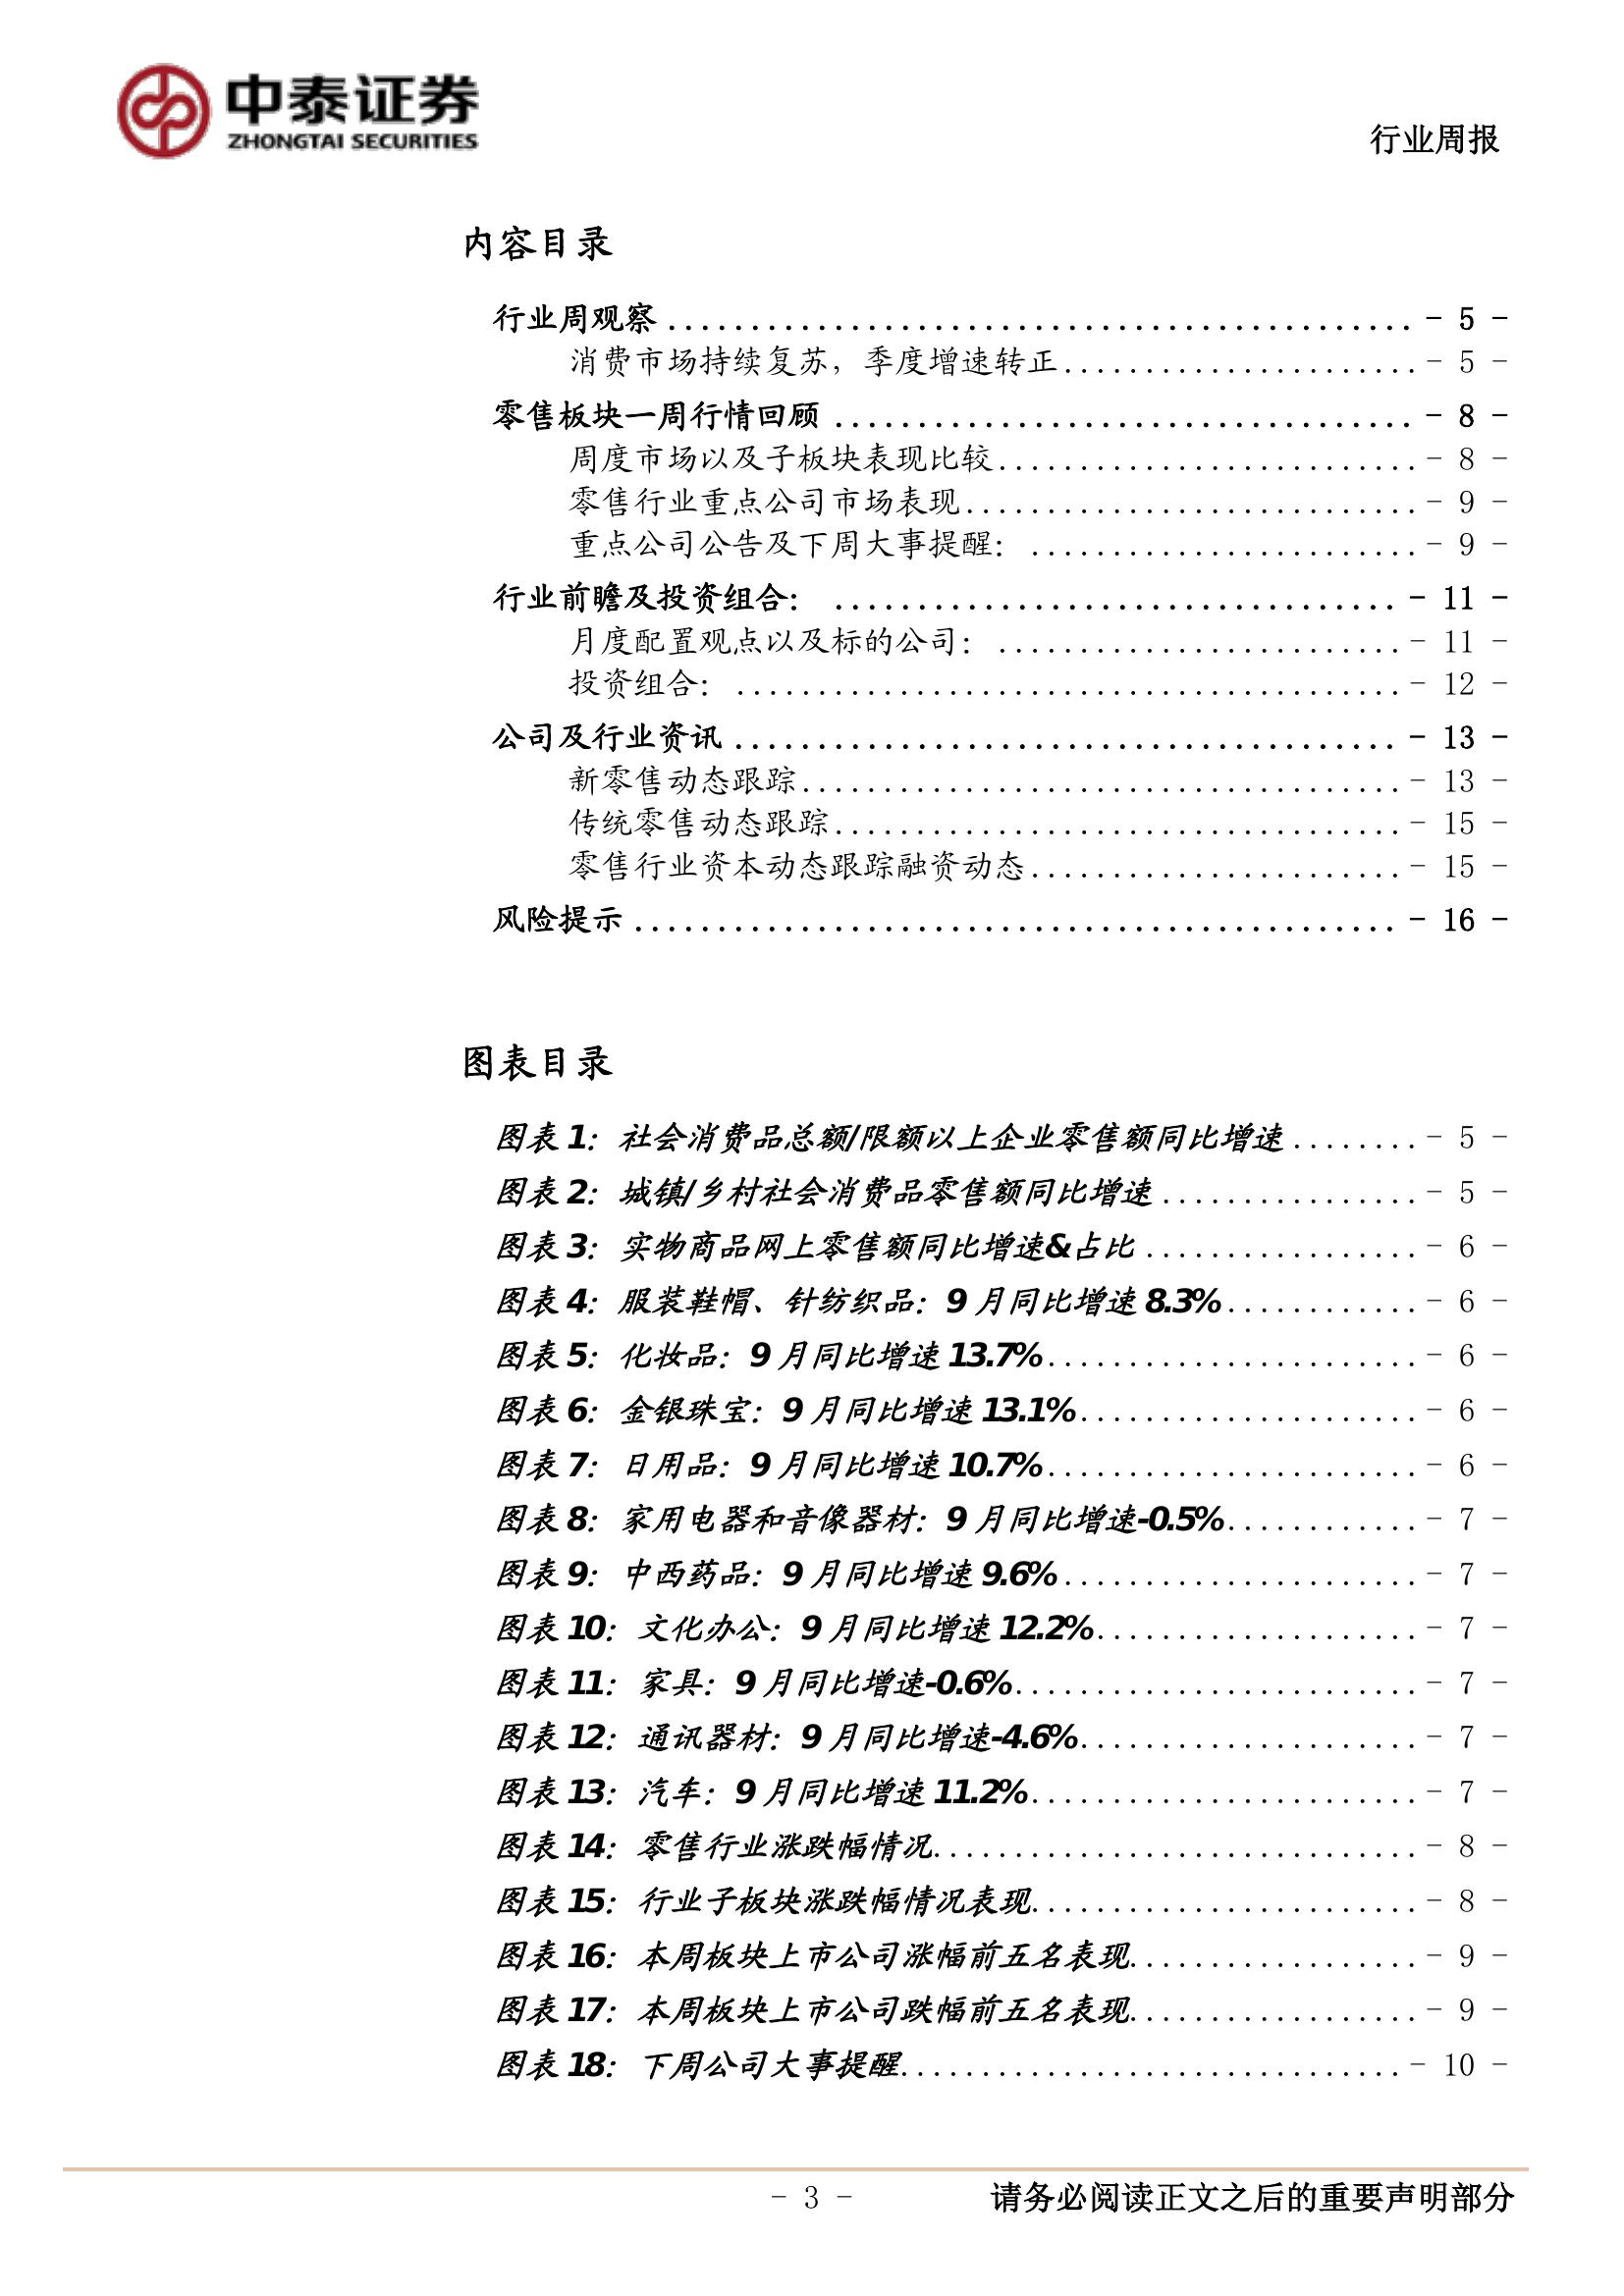 中泰证券
ZHONGTAI SECURITIES
行业周报
内容目录
行业周观察 ............................................. - 5 -
消费市场持续复苏，季度增速转正...................... - 5 -
零售板块一周行情回顾 ................................... - 8 -
周度市场以及子板块表现比较.......................... - 8 -
零售行业重点公司市场表现............................ - 9 -
重点公司公告及下周大事提醒： ........................ - 9 -
行业前瞻及投资组合： .................................. - 11 -
月度配置观点以及标的公司： ......................... - 11 -
投资组合： ......................................... - 12 -
公司及行业资讯 ........................................ - 13 -
新零售动态跟踪..................................... - 13 -
传统零售动态跟踪................................... - 15 -
零售行业资本动态跟踪融资动态....................... - 15 -
风险提示 .............................................. - 16 -
图表目录
图表 1：社会消费品总额/限额以上企业零售额同比增速 ........ - 5 -
图表 2：城镇/乡村社会消费品零售额同比增速 ................ - 5 -
图表 3：实物商品网上零售额同比增速&占比 ................. - 6 -
图表 4：服装鞋帽、针纺织品：9 月同比增速 8.3%............ - 6 -
图表 5：化妆品：9 月同比增速 13.7%....................... - 6 -
图表 6：金银珠宝：9 月同比增速 13.1%..................... - 6 -
图表 7：日用品：9 月同比增速 10.7%....................... - 6 -
图表 8：家用电器和音像器材：9 月同比增速-0.5%............ - 7 -
图表 9：中西药品：9 月同比增速 9.6%...................... - 7 -
图表 10：文化办公：9 月同比增速 12.2%.................... - 7 -
图表 11：家具：9 月同比增速-0.6%......................... - 7 -
图表 12：通讯器材：9 月同比增速-4.6%..................... - 7 -
图表 13：汽车：9 月同比增速 11.2%........................ - 7 -
图表 14：零售行业涨跌幅情况.............................. - 8 -
图表 15：行业子板块涨跌幅情况表现........................ - 8 -
图表 16：本周板块上市公司涨幅前五名表现.................. - 9 -
图表 17：本周板块上市公司跌幅前五名表现.................. - 9 -
图表 18：下周公司大事提醒............................... - 10 -
- 3 -
请务必阅读正文之后的重要声明部分